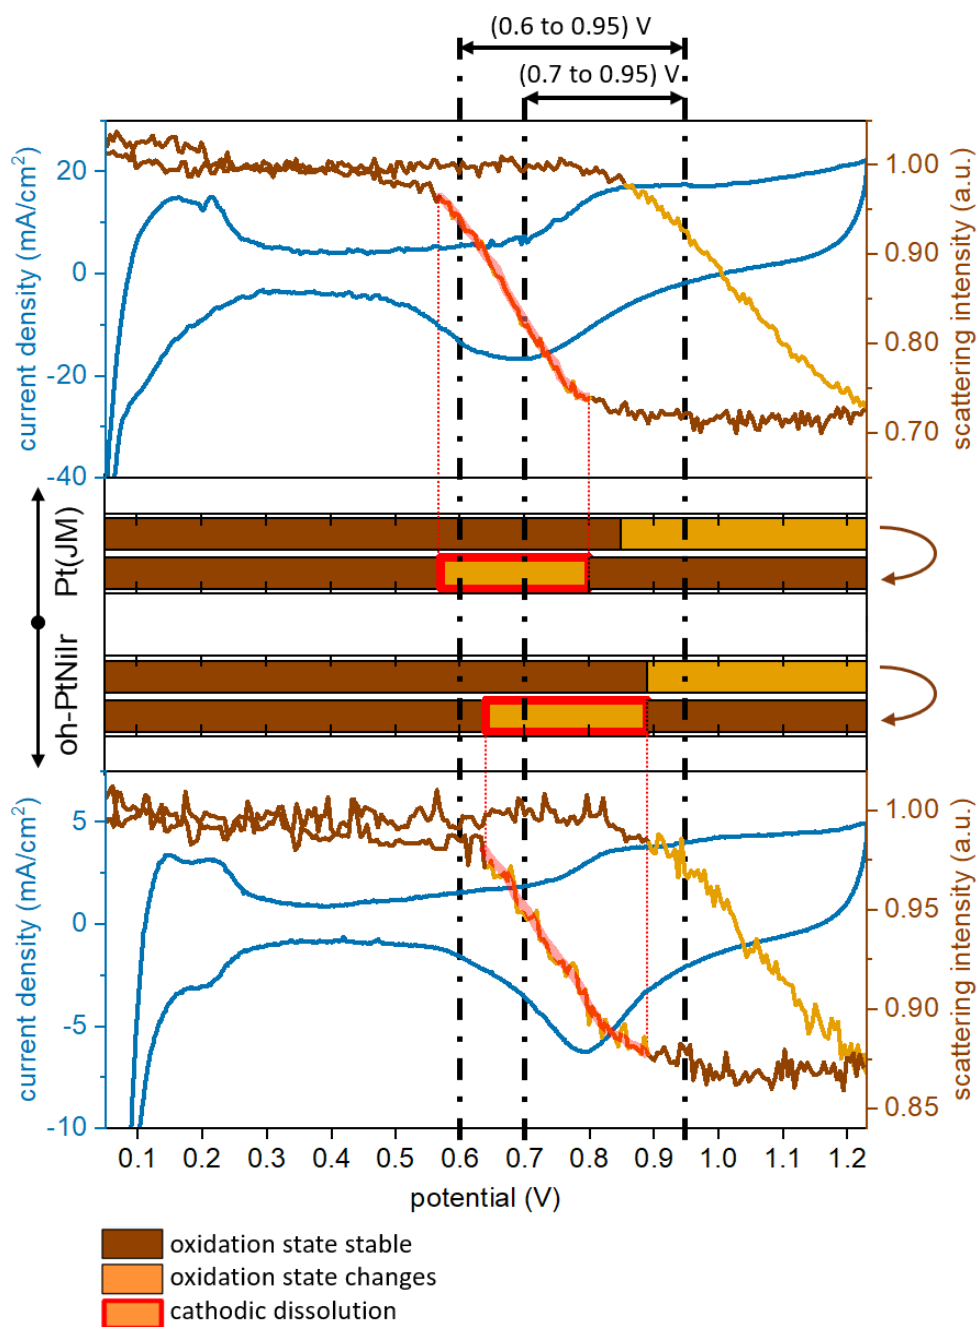 (0.6 to 0.95) V
(0.7 to 0.95) V
20
0
-20
-40
current density (mA/cm²)
1.00
0.90
0.80
0.70
scattering intensity (a.u.)
Pt(JM)
oh-PtNiIr
5
0
-5
-10
current density (mA/cm²)
1.00
0.95
0.90
0.85
scattering intensity (a.u.)
0.1 0.2 0.3 0.4 0.5 0.6 0.7 0.8 0.9 1.0 1.1 1.2
potential (V)
oxidation state stable
oxidation state changes
cathodic dissolution